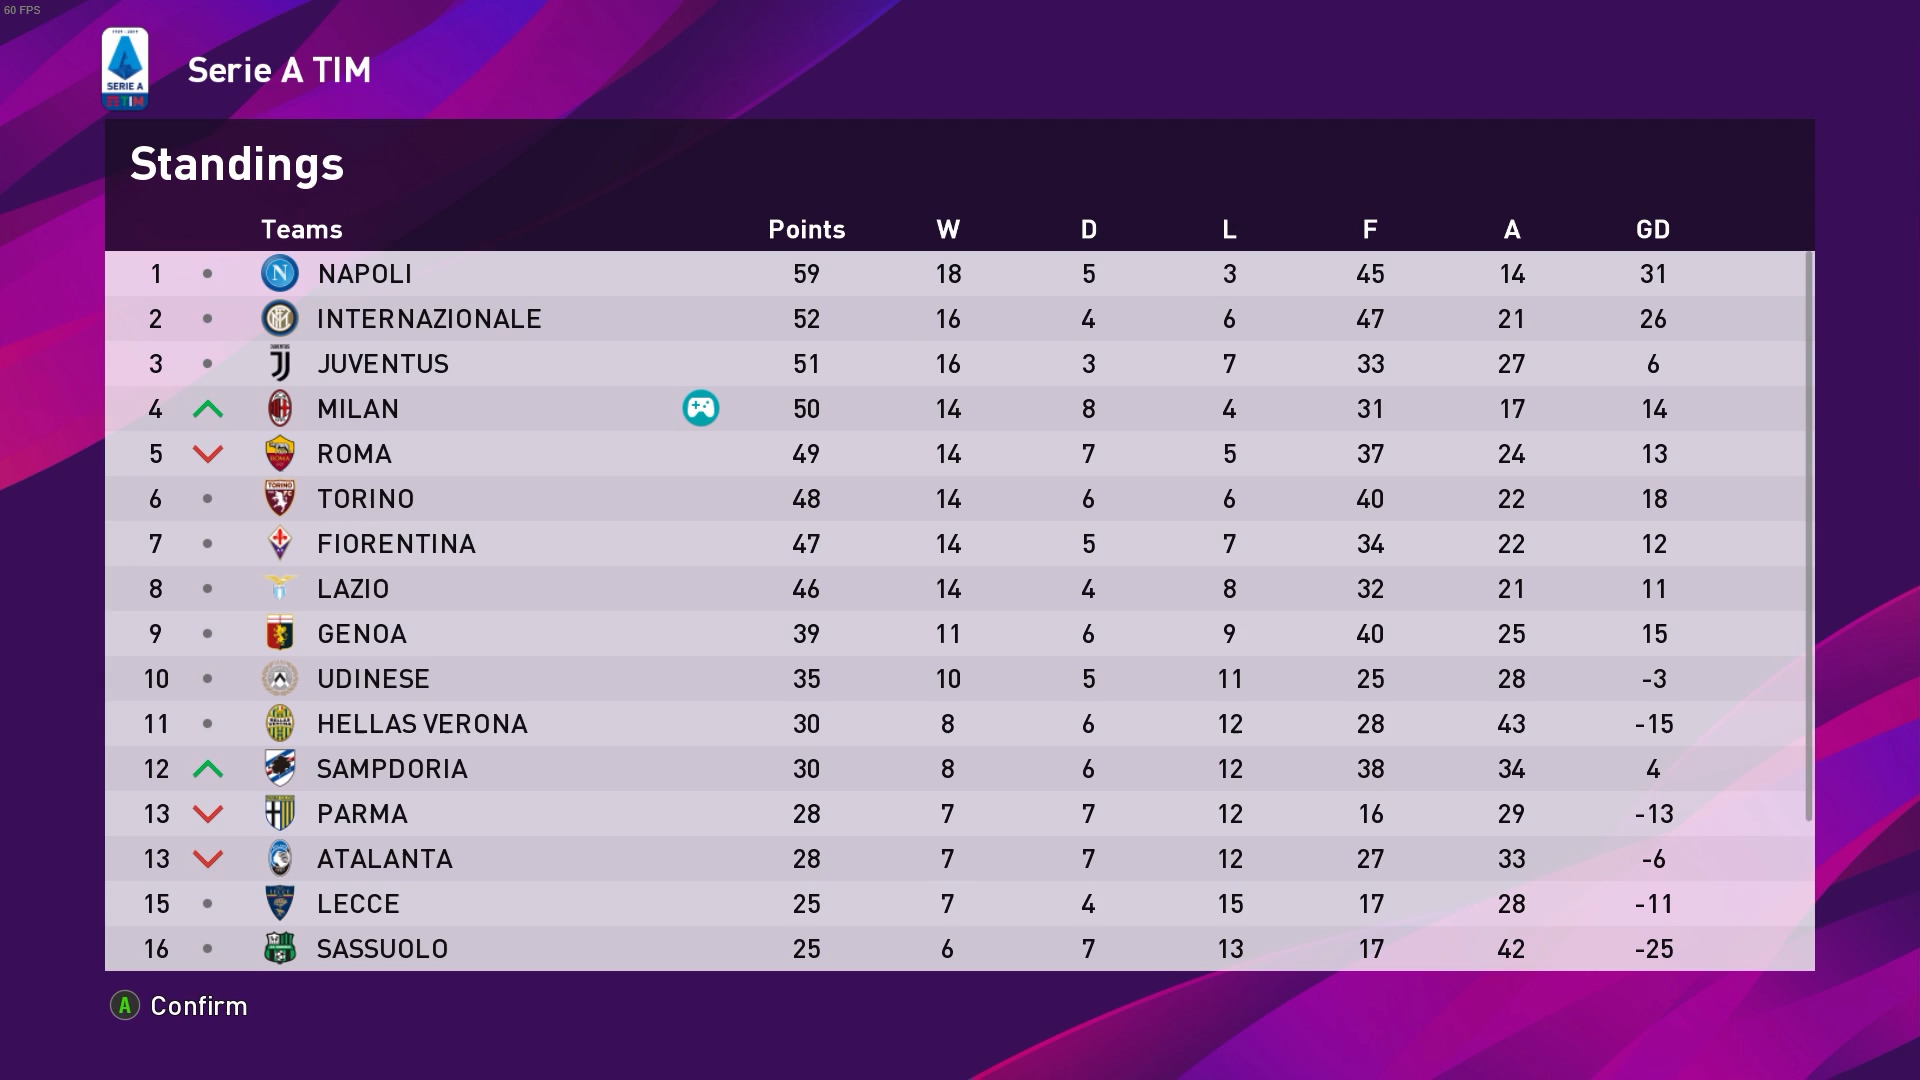 60 FPS
SERIE A
TIM
Serie A TIM
Standings
Teams Points W D L F A GD
1 NAPOLI 59 18 5 3 45 14 31
2 INTERNAZIONALE 52 16 4 6 47 21 26
3 JUVENTUS 51 16 3 7 33 27 6
4 MILAN 50 14 8 4 31 17 14
5 ROMA 49 14 7 5 37 24 13
6 TORINO 48 14 6 6 40 22 18
7 FIORENTINA 47 14 5 7 34 22 12
8 LAZIO 46 14 4 8 32 21 11
9 GENOA 39 11 6 9 40 25 15
10 UDINESE 35 10 5 11 25 28 -3
11 HELLAS VERONA 30 8 6 12 28 43 -15
12 SAMPDORIA 30 8 6 12 38 34 4
13 PARMA 28 7 7 12 16 29 -13
13 ATALANTA 28 7 7 12 27 33 -6
15 LECCE 25 7 4 15 17 28 -11
16 SASSUOLO 25 6 7 13 17 42 -25
A Confirm